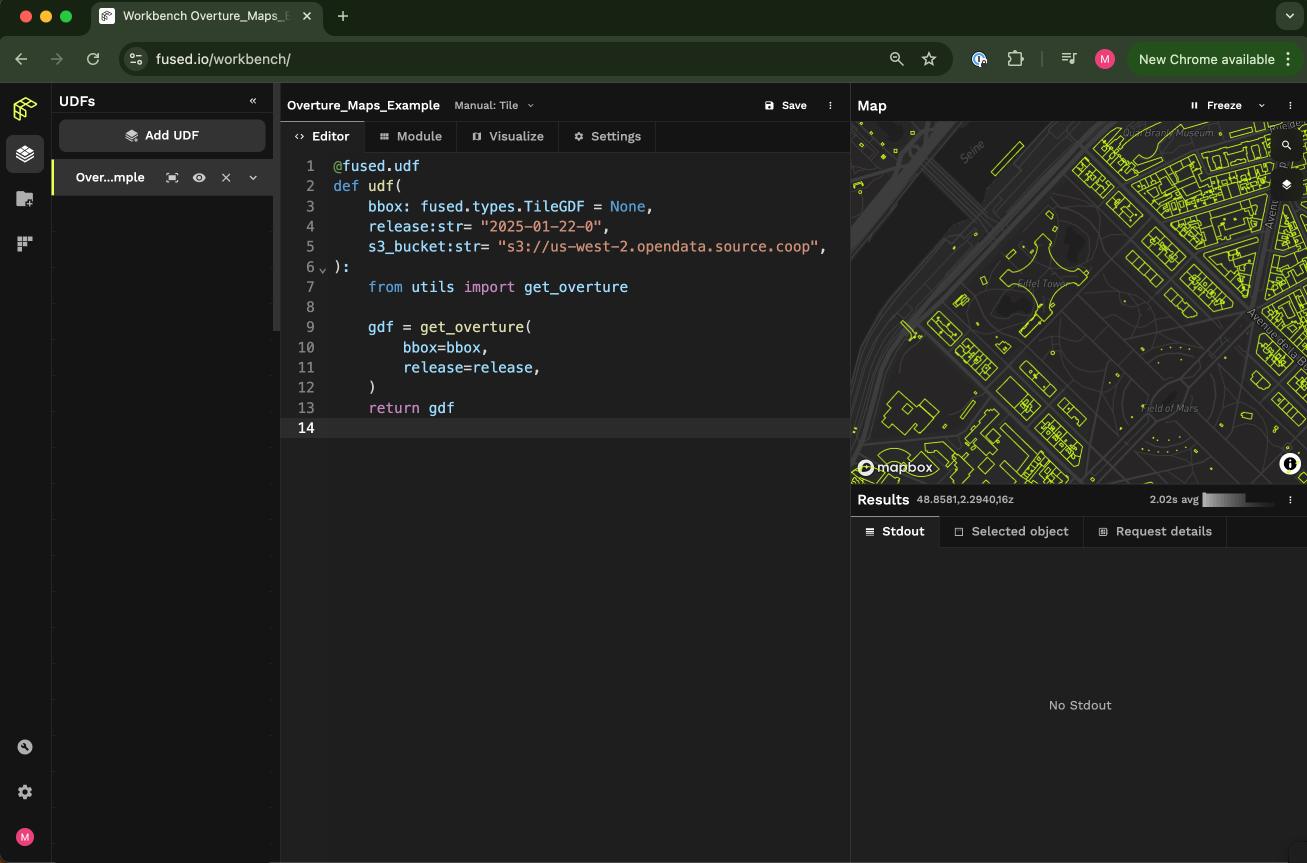 Workbench Overture_Maps_E
fused.io/workbench/
M
New Chrome available
UDFs
«
Add UDF
Over...mple
Overture_Maps_Example
Manual: Tile
Save
Editor
Module
Visualize
Settings
1 @fused.udf
2 def udf(
3     bbox: fused.types.TileGDF = None,
4     release:str= "2025-01-22-0",
5     s3_bucket:str= "s3://us-west-2.opendata.source.coop",
6 ):
7     from utils import get_overture
8
9     gdf = get_overture(
10         bbox=bbox,
11         release=release,
12     )
13     return gdf
14
Map
Freeze
Quai Branly Museum
Seine
Eiffel Tower
Avenue de la B
Field of Mars
mapbox
Results
48.8581,2.2940,16z
2.02s avg
Stdout
Selected object
Request details
No Stdout
M